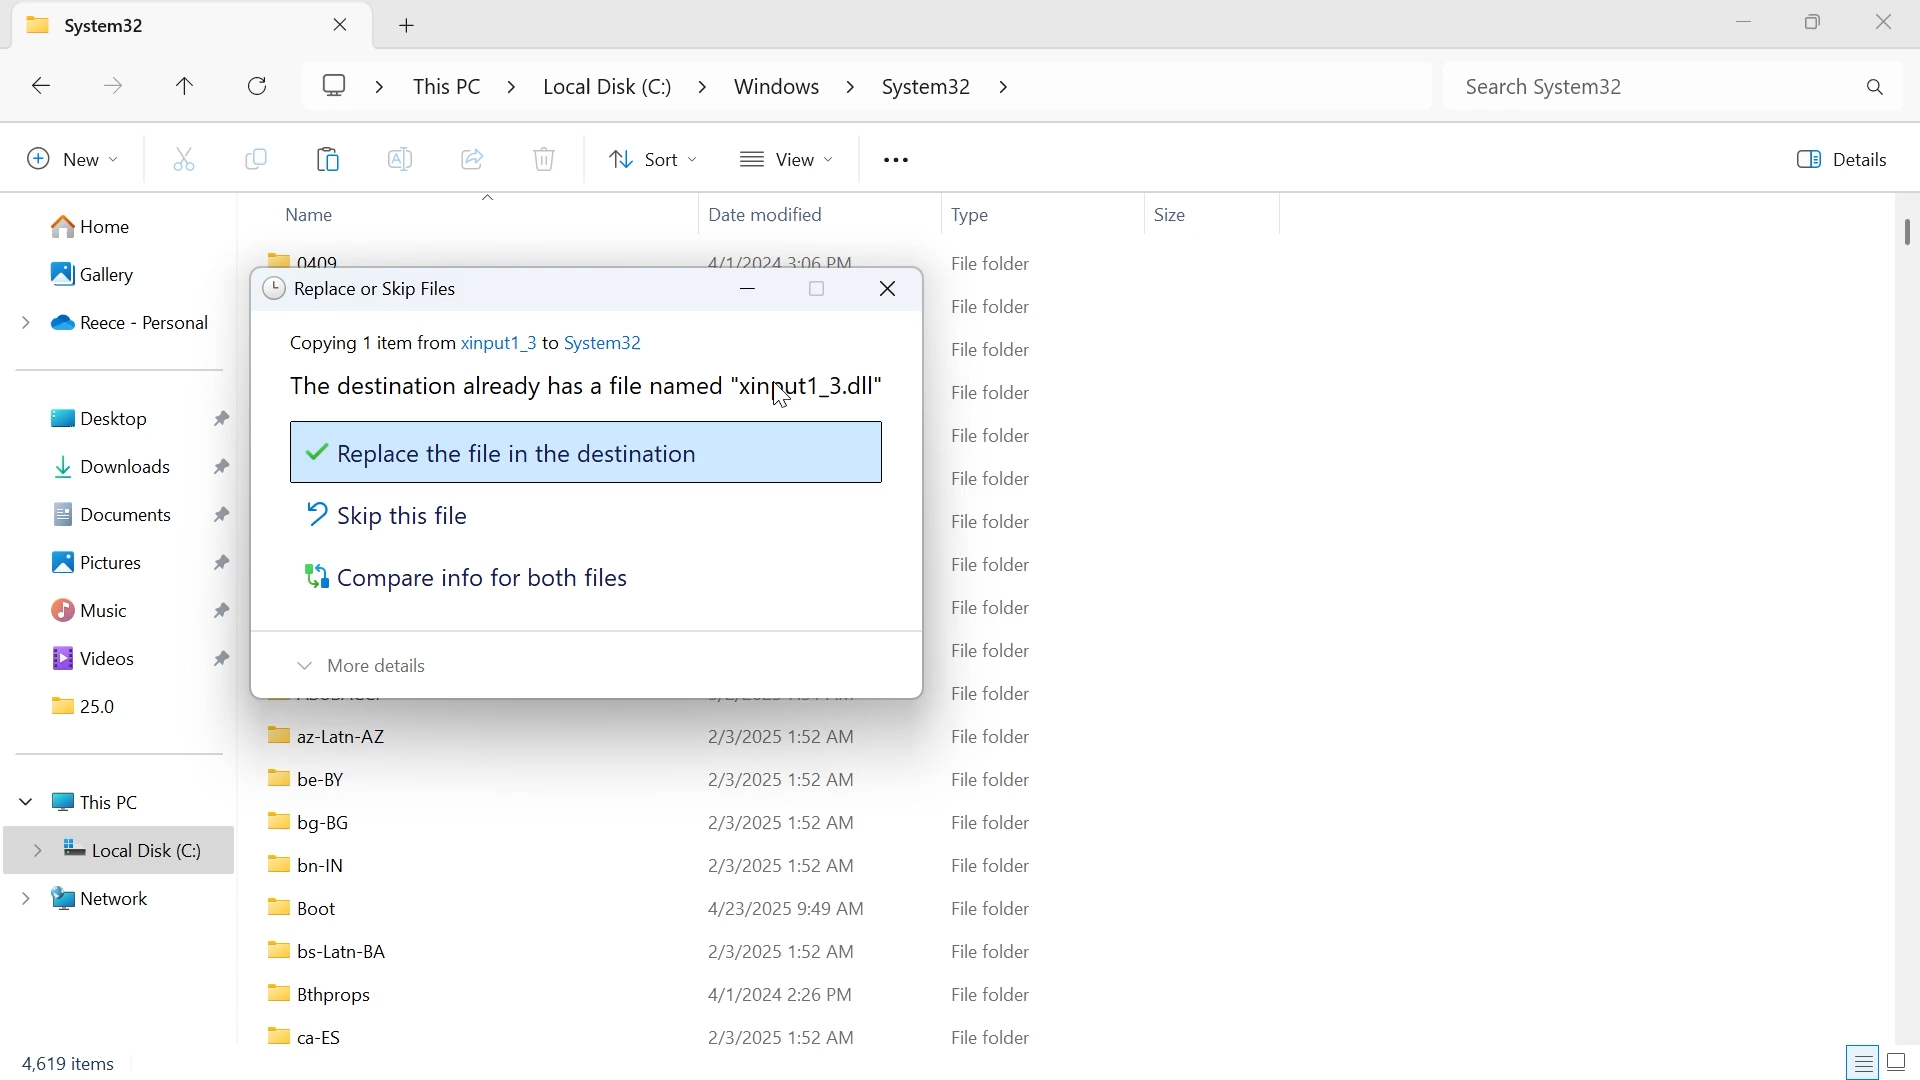 System32
This PC
Local Disk (C:)
Windows
System32
Search System32
New
Sort
View
Details
Name
Date modified
Type
Size
Home
Gallery
Reece - Personal
Desktop
Downloads
Documents
Pictures
Music
Videos
25.0
This PC
Local Disk (C:)
Network
0409 4/1/2024 3:06 PM File folder
File folder
File folder
File folder
File folder
File folder
File folder
File folder
File folder
File folder
File folder
Replace or Skip Files
Copying 1 item from xinput1_3 to System32
The destination already has a file named "xinput1_3.dll"
Replace the file in the destination
Skip this file
Compare info for both files
More details
az-Latn-AZ 2/3/2025 1:52 AM File folder
be-BY 2/3/2025 1:52 AM File folder
bg-BG 2/3/2025 1:52 AM File folder
bn-IN 2/3/2025 1:52 AM File folder
Boot 4/23/2025 9:49 AM File folder
bs-Latn-BA 2/3/2025 1:52 AM File folder
Bthprops 4/1/2024 2:26 PM File folder
ca-ES 2/3/2025 1:52 AM File folder
4,619 items